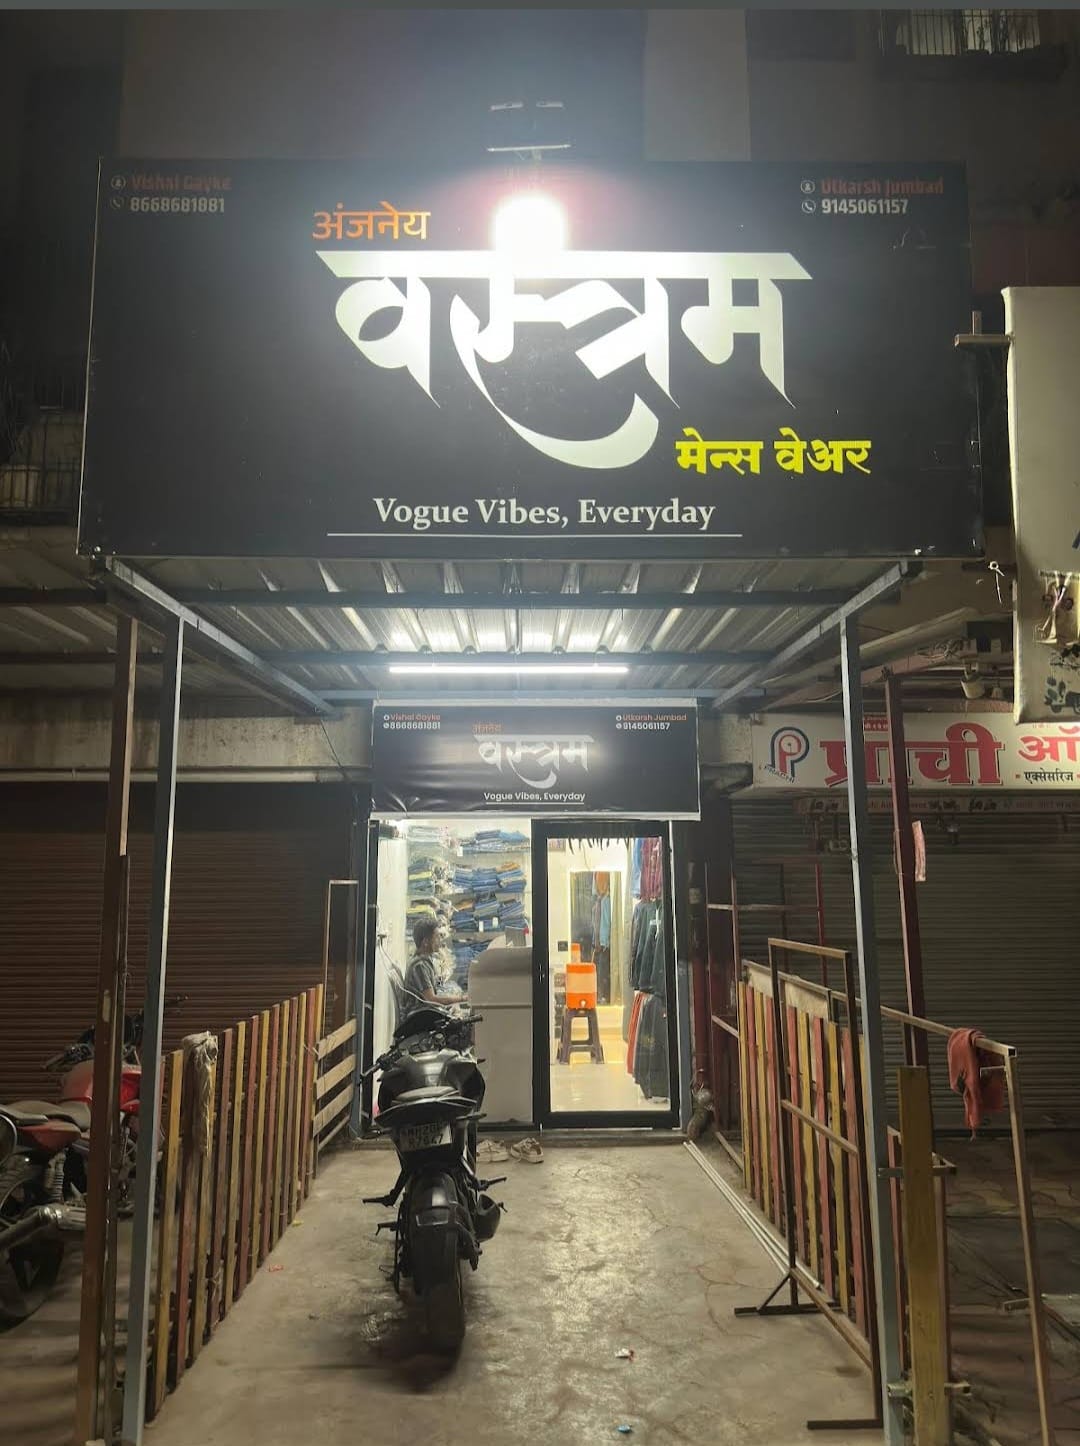 Vishal Gayke
8668681881
Utkarsh Jumbad
9145061157
अंजनेय
वस्त्रम
मेन्स वेअर
Vogue Vibes, Everyday
Vishal Gayke
8668681881
Utkarsh Jumbad
9145061157
अंजनेय
वस्त्रम
Vogue Vibes, Everyday
P
PRACHI
प्राची
एक्सेसरिज